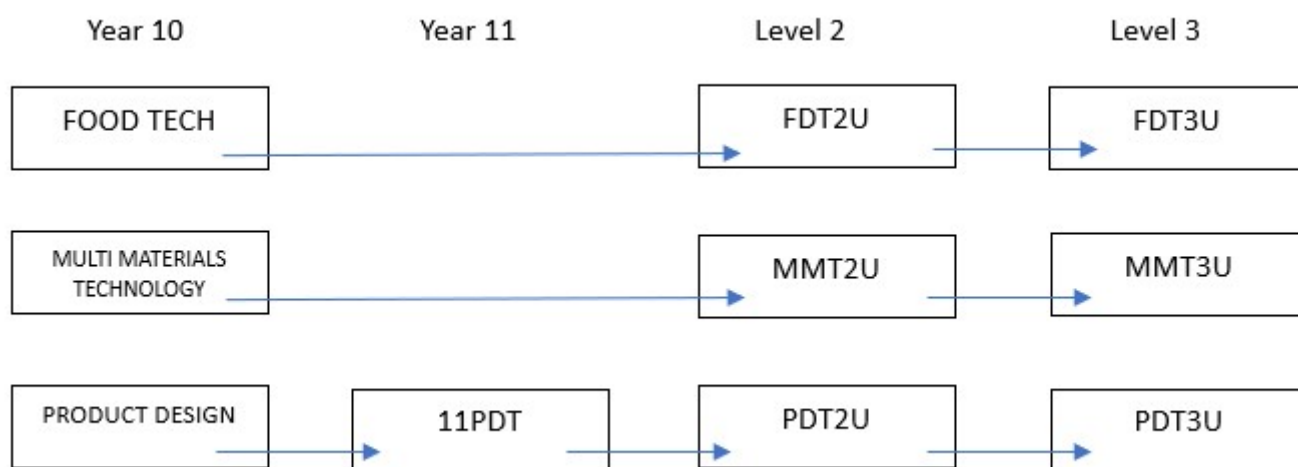 Year 10 Year 11 Level 2 Level 3
FOOD TECH FDT2U FDT3U
MULTI MATERIALS
TECHNOLOGY
MMT2U MMT3U
PRODUCT DESIGN 11PDT PDT2U PDT3U